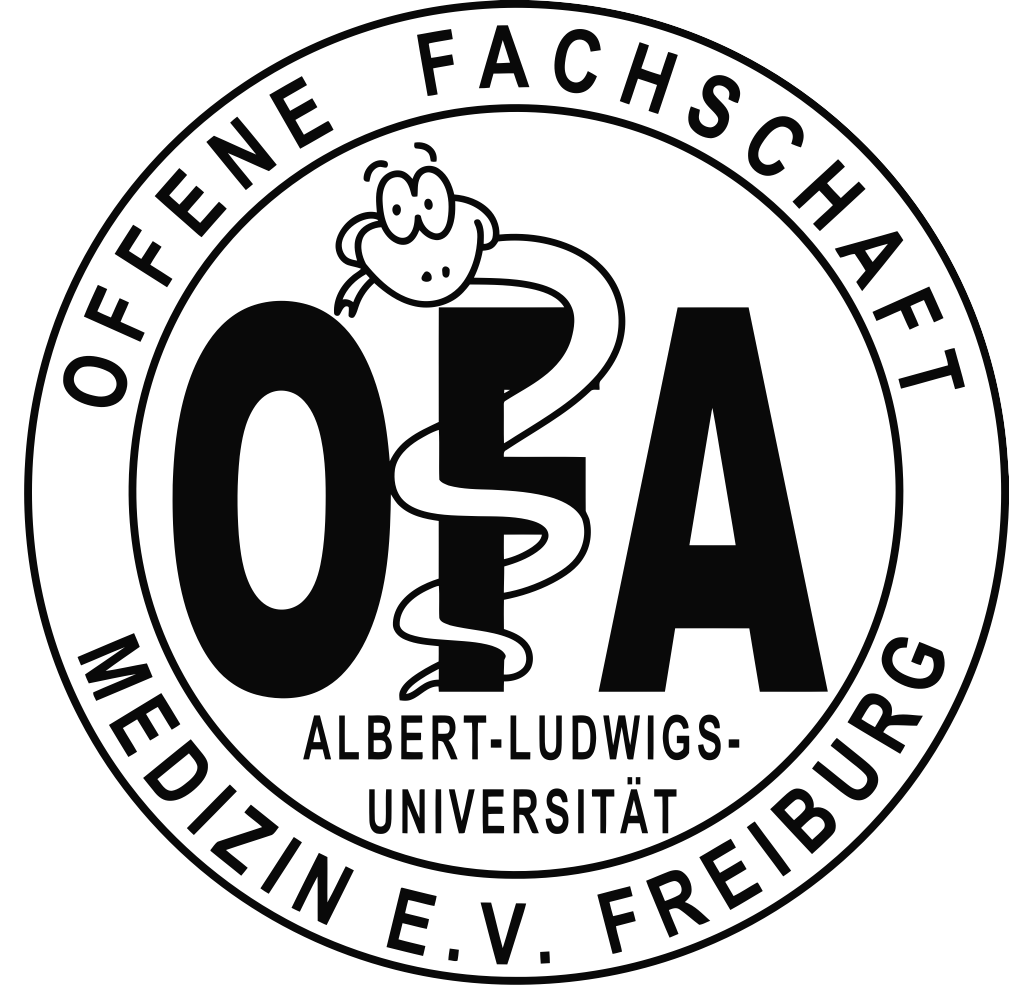 OFFENE FACHSCHAFT
OFA
ALBERT-LUDWIGS-
UNIVERSITÄT
MEDIZIN E.V. FREIBURG